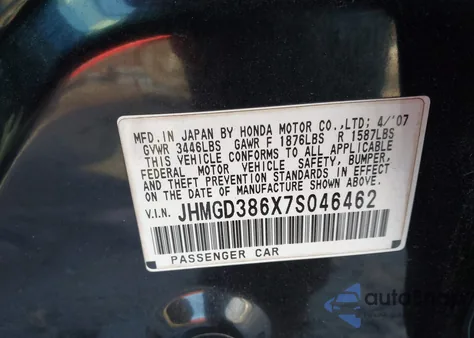 MFD. IN JAPAN BY HONDA MOTOR CO.,LTD; 4/'07
GVWR 3446LBS GAWR F 1876LBS R 1587LBS
THIS VEHICLE CONFORMS TO ALL APPLICABLE
FEDERAL MOTOR VEHICLE SAFETY, BUMPER,
AND THEFT PREVENTION STANDARDS IN EFFECT
ON THE DATE OF MANUFACTURE SHOWN ABOVE.
V.I.N. JHMGD386X7S046462
PASSENGER CAR